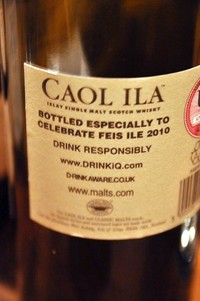 CAOL ILA
ISLAY SINGLE MALT SCOTCH WHISKY
BOTTLED ESPECIALLY TO
CELEBRATE FEIS ILE 2010
DRINK RESPONSIBLY
www.DRINKiQ.com
DRINKAWARE.CO.UK
www.malts.com